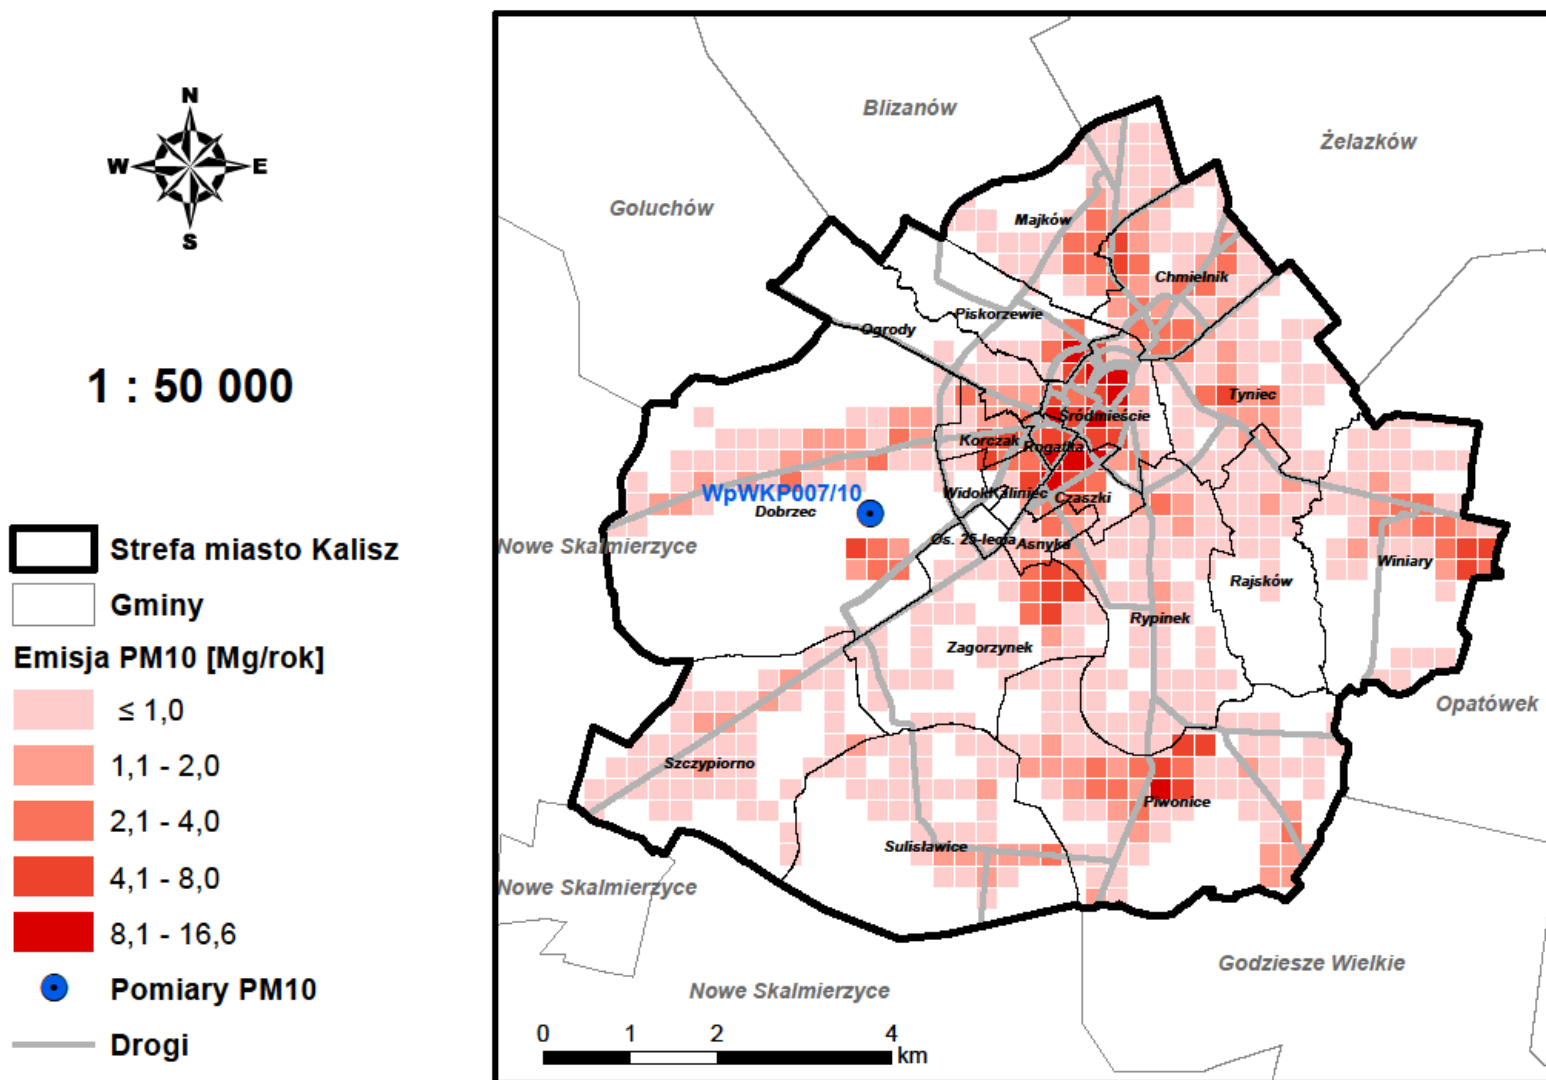 N
W E
S
1 : 50 000
Strefa miasto Kalisz
Gminy
Emisja PM10 [Mg/rok]
≤ 1,0
1,1 - 2,0
2,1 - 4,0
4,1 - 8,0
8,1 - 16,6
Pomiary PM10
Drogi
Blizanów
Żelazków
Gołuchów
Majków
Chmielnik
Piskorzewie
Ogrody
Tyniec
Śródmieście
Korczak
Rogatka
WpWKP007/10
Widok
Kaliniec
Czaszki
Dobrzec
Nowe Skalmierzyce
Os. 25-lecia
Asnyka
Winiary
Rajsków
Rypinek
Zagorzynek
Opatówek
Szczypiorno
Piwonice
Sulisławice
Nowe Skalmierzyce
Godziesze Wielkie
Nowe Skalmierzyce
0 1 2 4
km